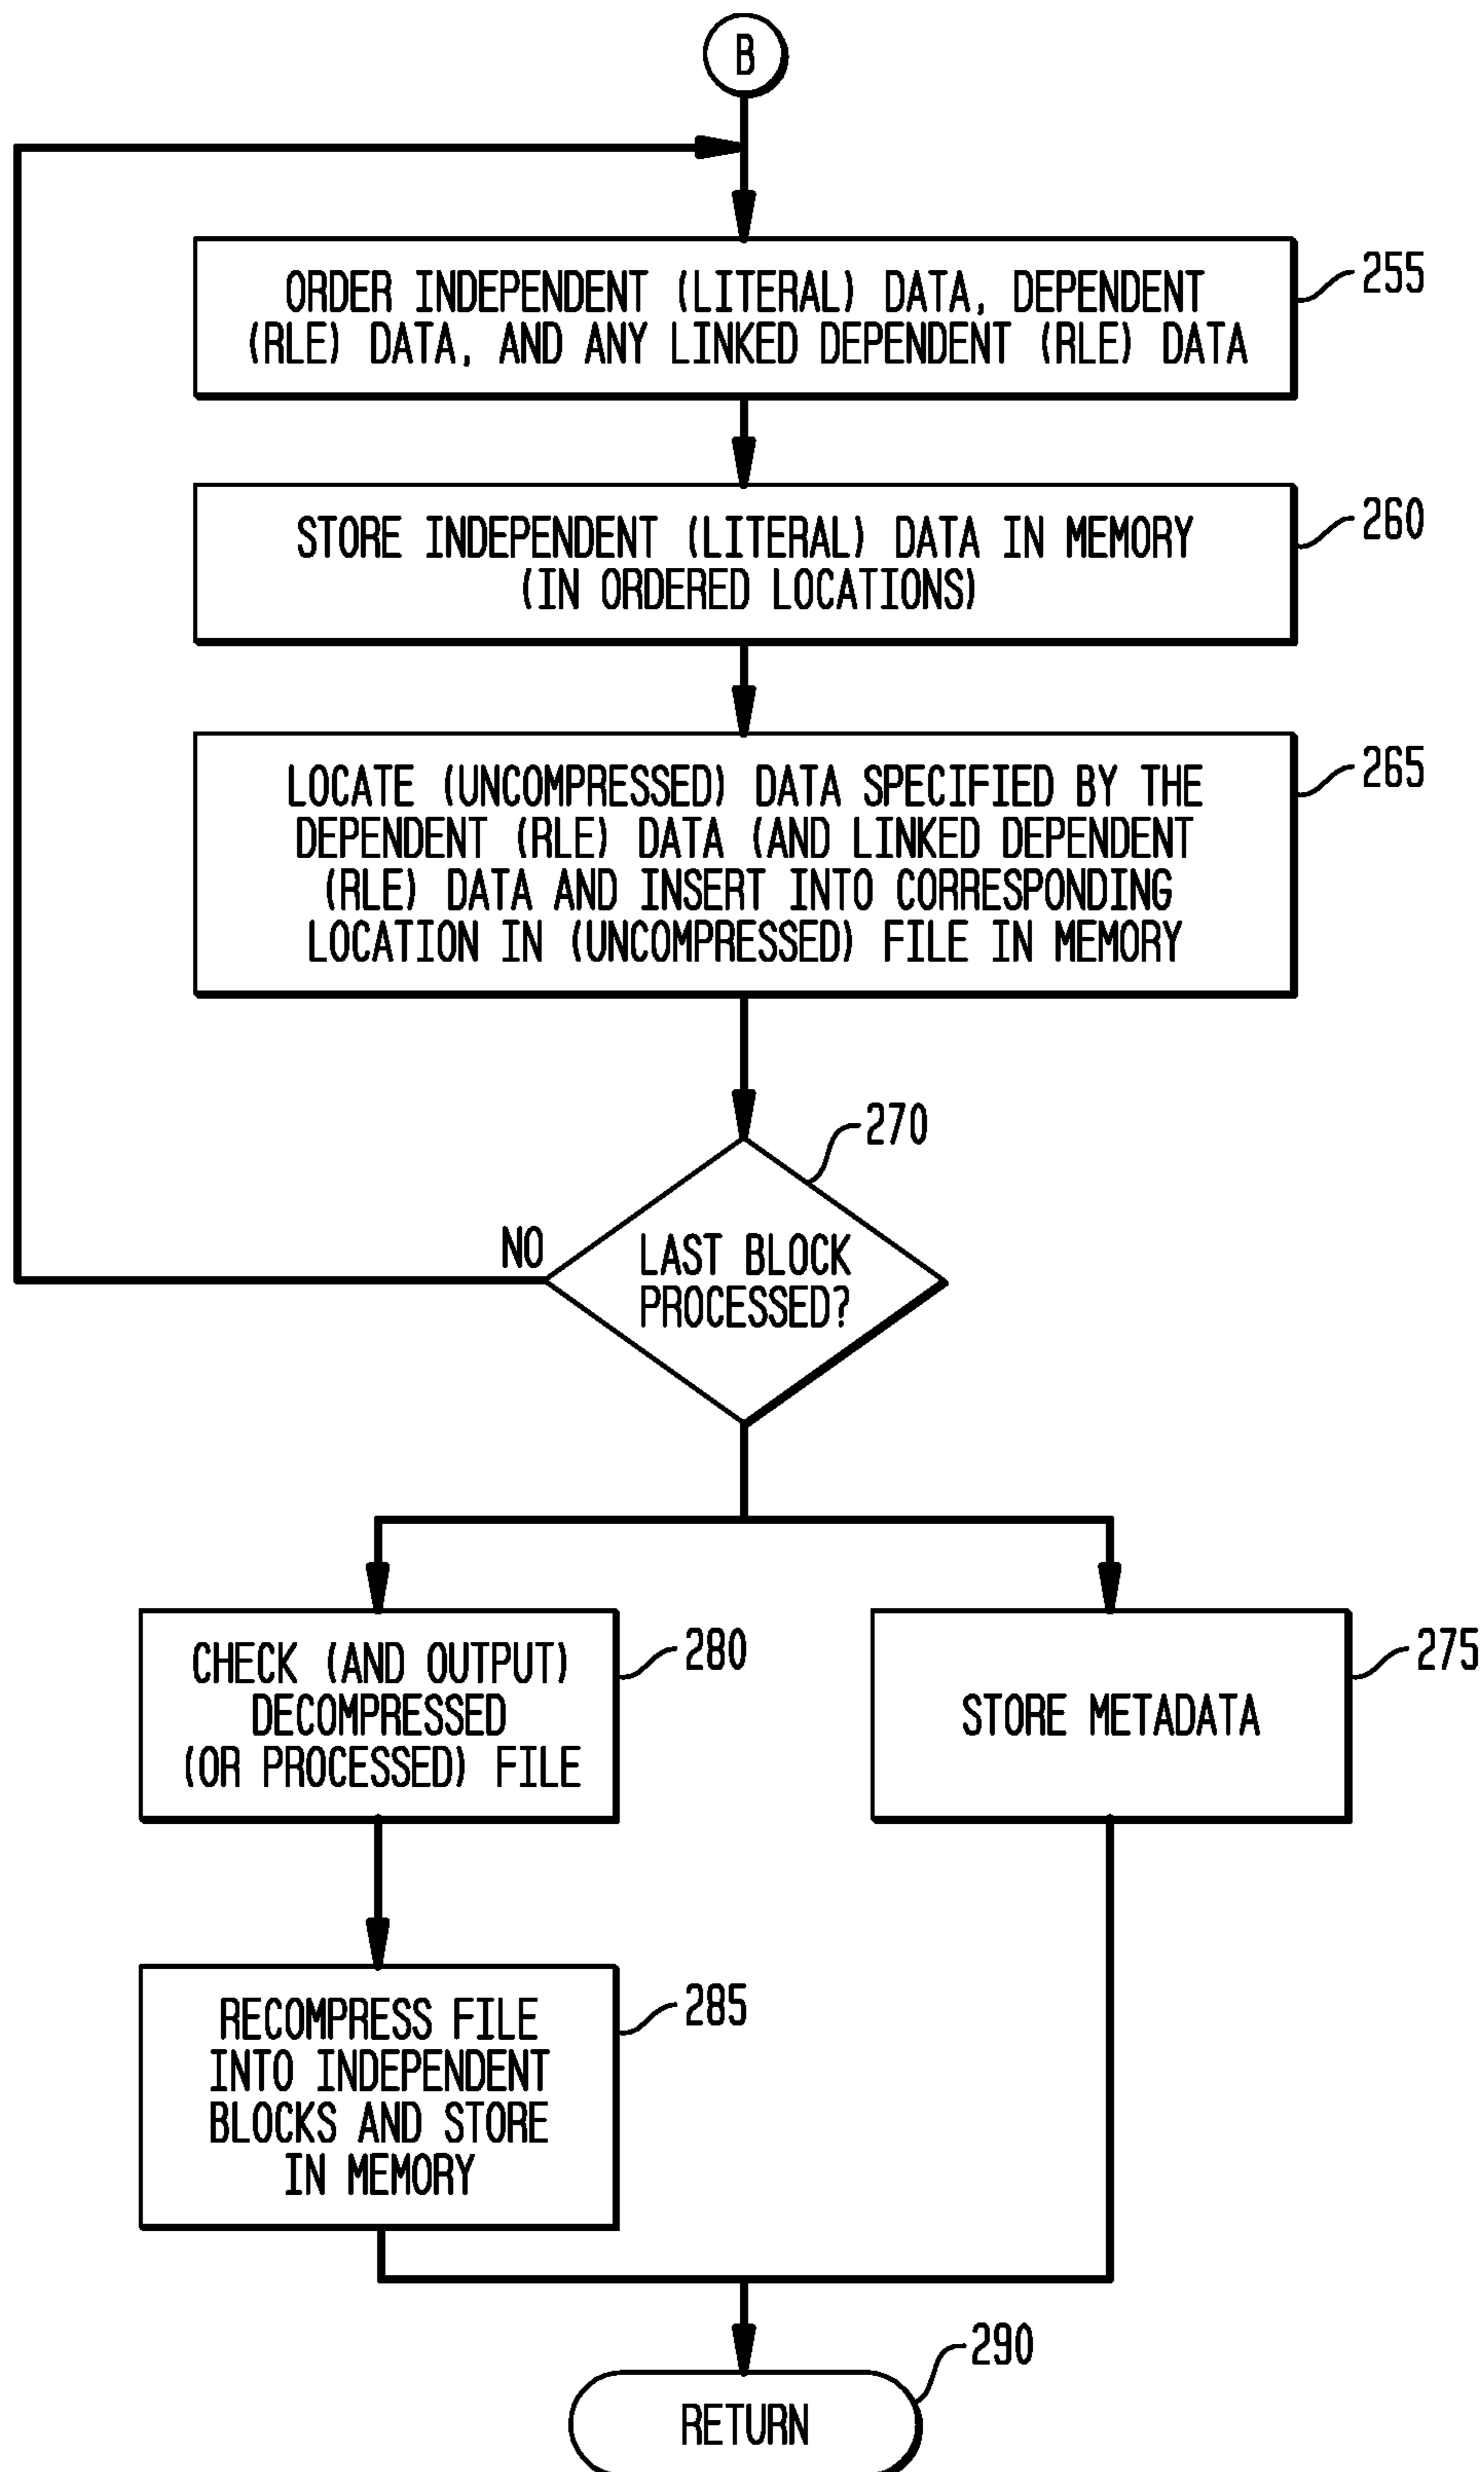 B
ORDER INDEPENDENT (LITERAL) DATA, DEPENDENT
(RLE) DATA, AND ANY LINKED DEPENDENT (RLE) DATA
255
STORE INDEPENDENT (LITERAL) DATA IN MEMORY
(IN ORDERED LOCATIONS)
260
LOCATE (UNCOMPRESSED) DATA SPECIFIED BY THE
DEPENDENT (RLE) DATA (AND LINKED DEPENDENT
(RLE) DATA AND INSERT INTO CORRESPONDING
LOCATION IN (UNCOMPRESSED) FILE IN MEMORY
265
270
NO
LAST BLOCK
PROCESSED?
CHECK (AND OUTPUT)
DECOMPRESSED
(OR PROCESSED) FILE
280
STORE METADATA
275
RECOMPRESS FILE
INTO INDEPENDENT
BLOCKS AND STORE
IN MEMORY
285
290
RETURN